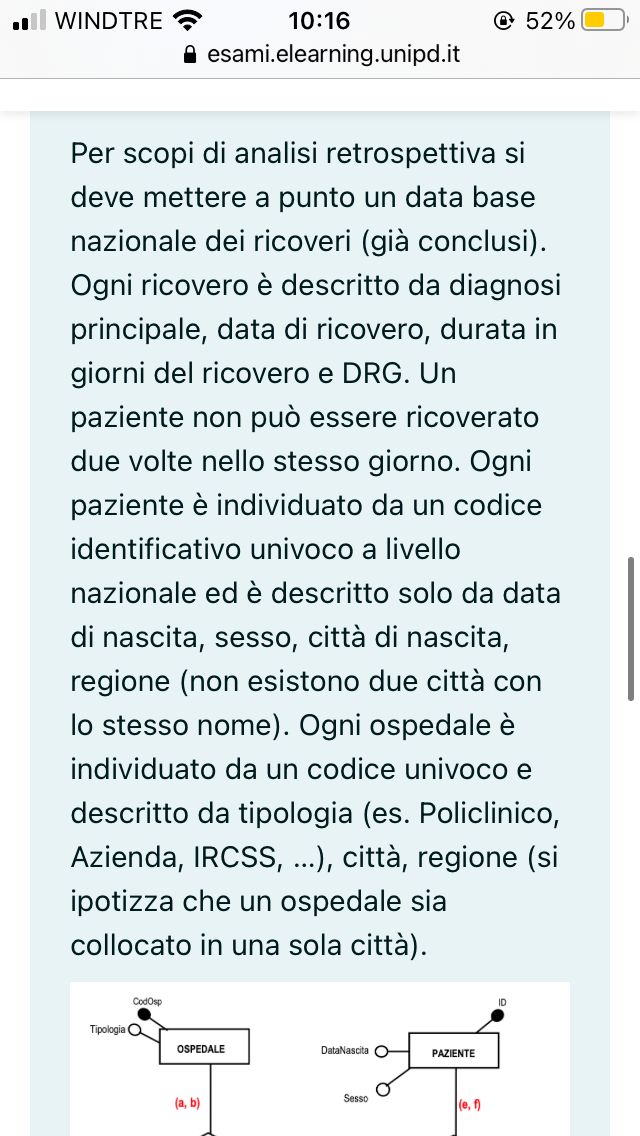 WINDTRE 10:16 52%
esami.elearning.unipd.it
Per scopi di analisi retrospettiva si
deve mettere a punto un data base
nazionale dei ricoveri (già conclusi).
Ogni ricovero è descritto da diagnosi
principale, data di ricovero, durata in
giorni del ricovero e DRG. Un
paziente non può essere ricoverato
due volte nello stesso giorno. Ogni
paziente è individuato da un codice
identificativo univoco a livello
nazionale ed è descritto solo da data
di nascita, sesso, città di nascita,
regione (non esistono due città con
lo stesso nome). Ogni ospedale è
individuato da un codice univoco e
descritto da tipologia (es. Policlinico,
Azienda, IRCSS, ...), città, regione (si
ipotizza che un ospedale sia
collocato in una sola città).
CodOsp
ID
Tipologia
OSPEDALE
DataNascita
PAZIENTE
Sesso
(a, b)
(e, f)